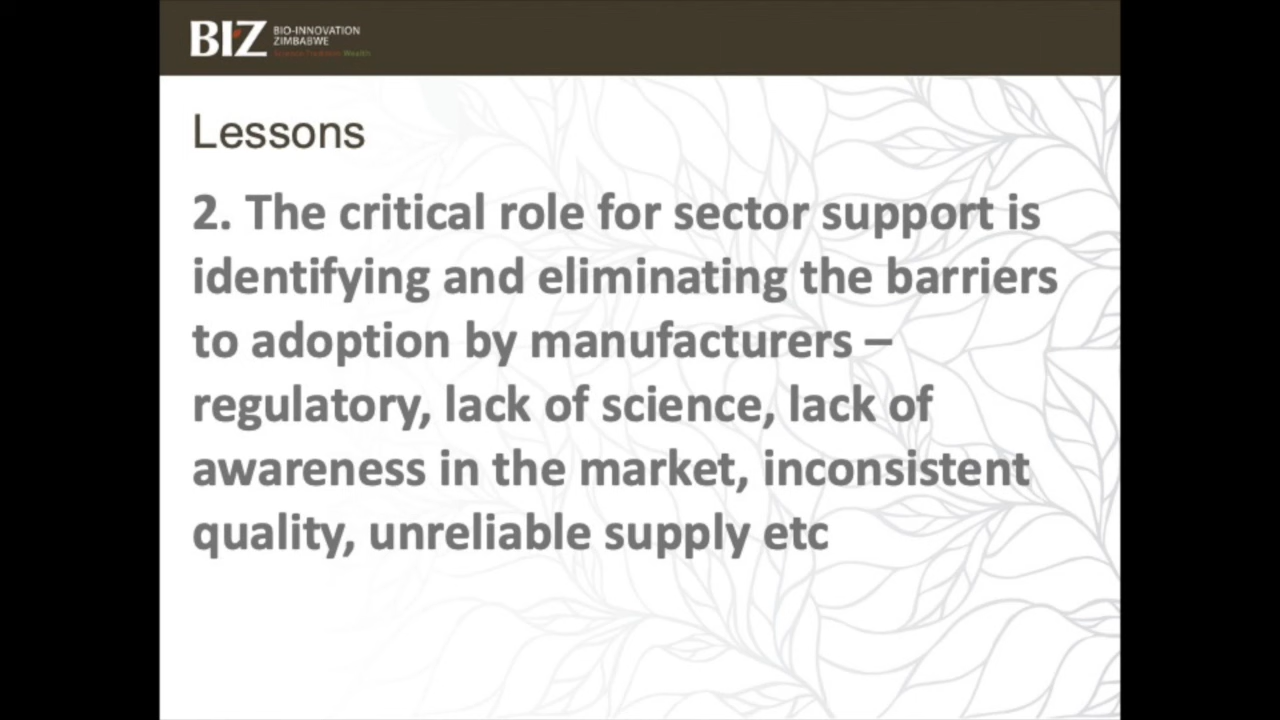 BIZ
BIO-INNOVATION
ZIMBABWE
Wealth
Lessons
2. The critical role for sector support is
identifying and eliminating the barriers
to adoption by manufacturers –
regulatory, lack of science, lack of
awareness in the market, inconsistent
quality, unreliable supply etc